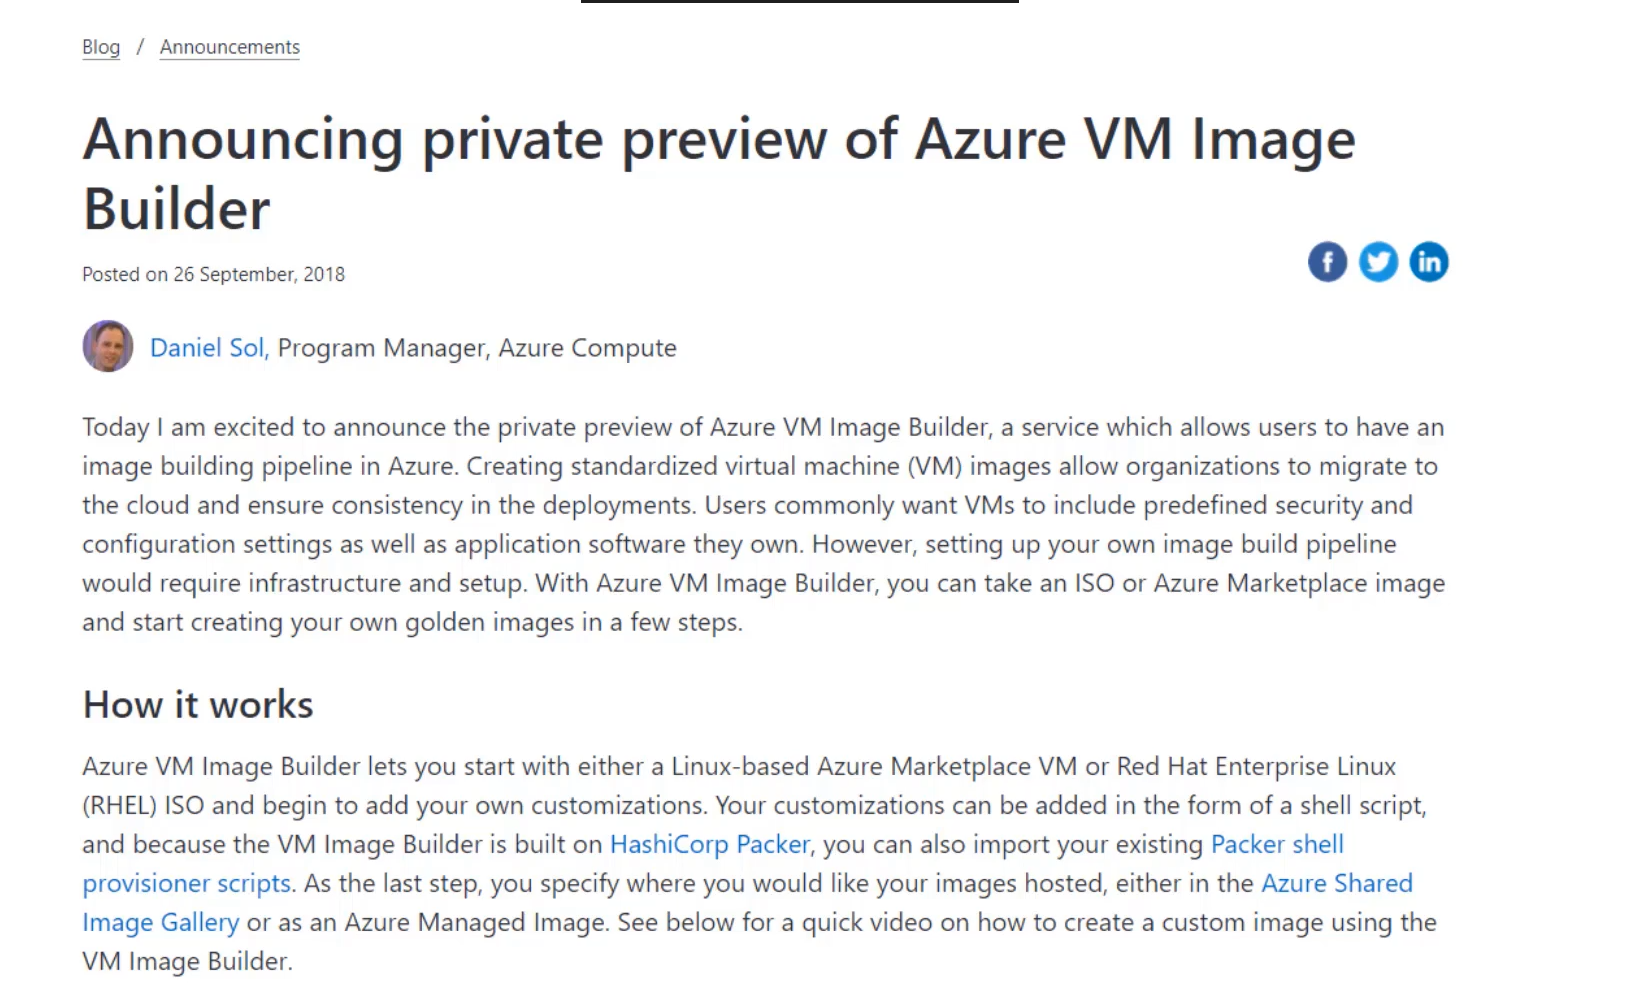 Blog / Announcements
Announcing private preview of Azure VM Image
Builder
Posted on 26 September, 2018
f in
Daniel Sol, Program Manager, Azure Compute
Today I am excited to announce the private preview of Azure VM Image Builder, a service which allows users to have an
image building pipeline in Azure. Creating standardized virtual machine (VM) images allow organizations to migrate to
the cloud and ensure consistency in the deployments. Users commonly want VMs to include predefined security and
configuration settings as well as application software they own. However, setting up your own image build pipeline
would require infrastructure and setup. With Azure VM Image Builder, you can take an ISO or Azure Marketplace image
and start creating your own golden images in a few steps.
How it works
Azure VM Image Builder lets you start with either a Linux-based Azure Marketplace VM or Red Hat Enterprise Linux
(RHEL) ISO and begin to add your own customizations. Your customizations can be added in the form of a shell script,
and because the VM Image Builder is built on HashiCorp Packer, you can also import your existing Packer shell
provisioner scripts. As the last step, you specify where you would like your images hosted, either in the Azure Shared
Image Gallery or as an Azure Managed Image. See below for a quick video on how to create a custom image using the
VM Image Builder.